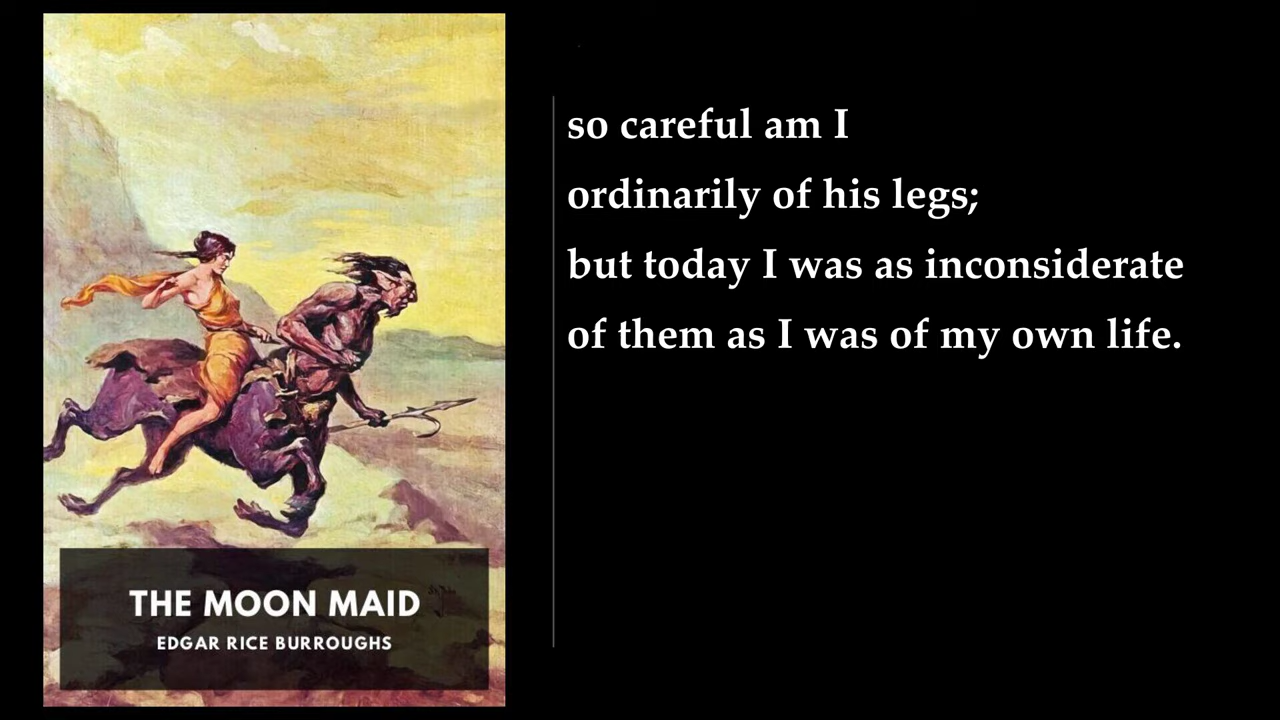 THE MOON MAID
EDGAR RICE BURROUGHS
so careful am I
ordinarily of his legs;
but today I was as inconsiderate
of them as I was of my own life.